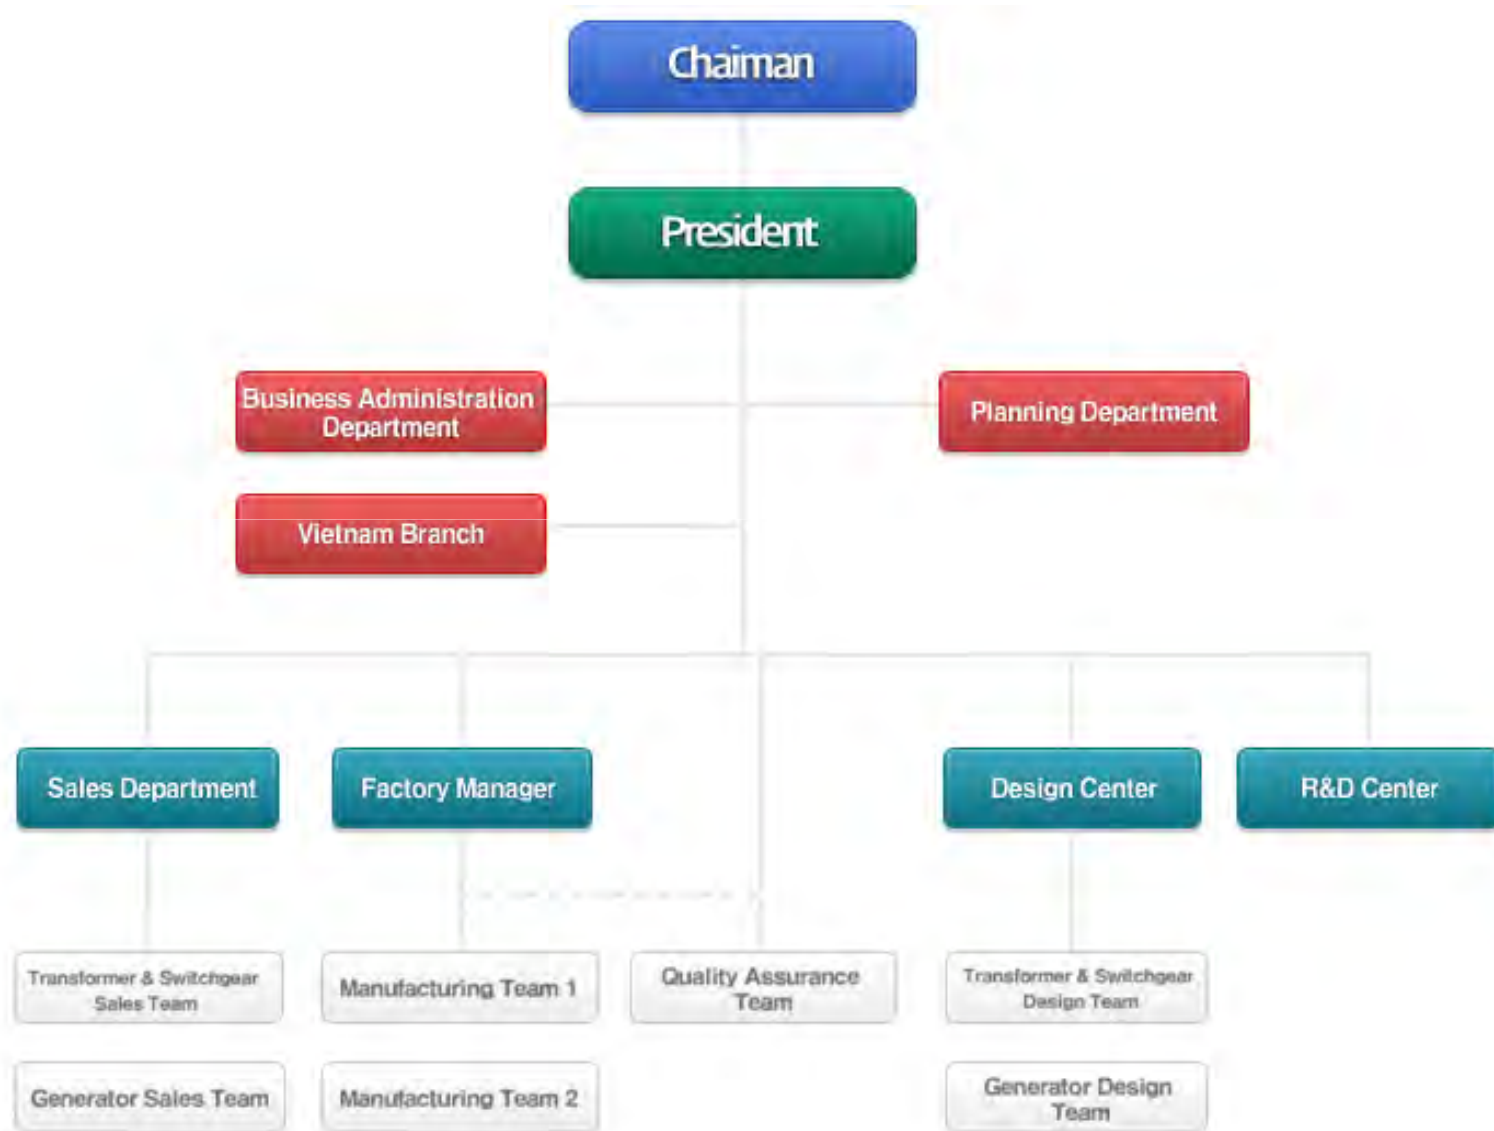 Chaiman
President
Business Administration
Department
Planning Department
Vietnam Branch
Sales Department
Factory Manager
Design Center
R&D Center
Transformer & Switchgear
Sales Team
Manufacturing Team 1
Quality Assurance
Team
Transformer & Switchgear
Design Team
Generator Sales Team
Manufacturing Team 2
Generator Design
Team